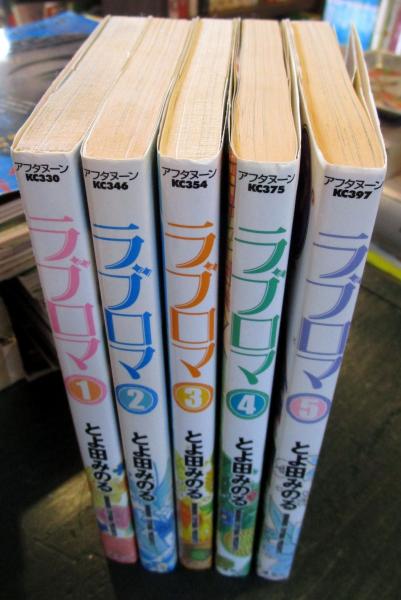 アフタヌーン
KC330
ラブロマ
1
とよ田みのる
アフタヌーン
KC346
ラブロマ
2
とよ田みのる
アフタヌーン
KC354
ラブロマ
3
とよ田みのる
アフタヌーン
KC375
ラブロマ
4
とよ田みのる
アフタヌーン
KC397
ラブロマ
5
とよ田みのる